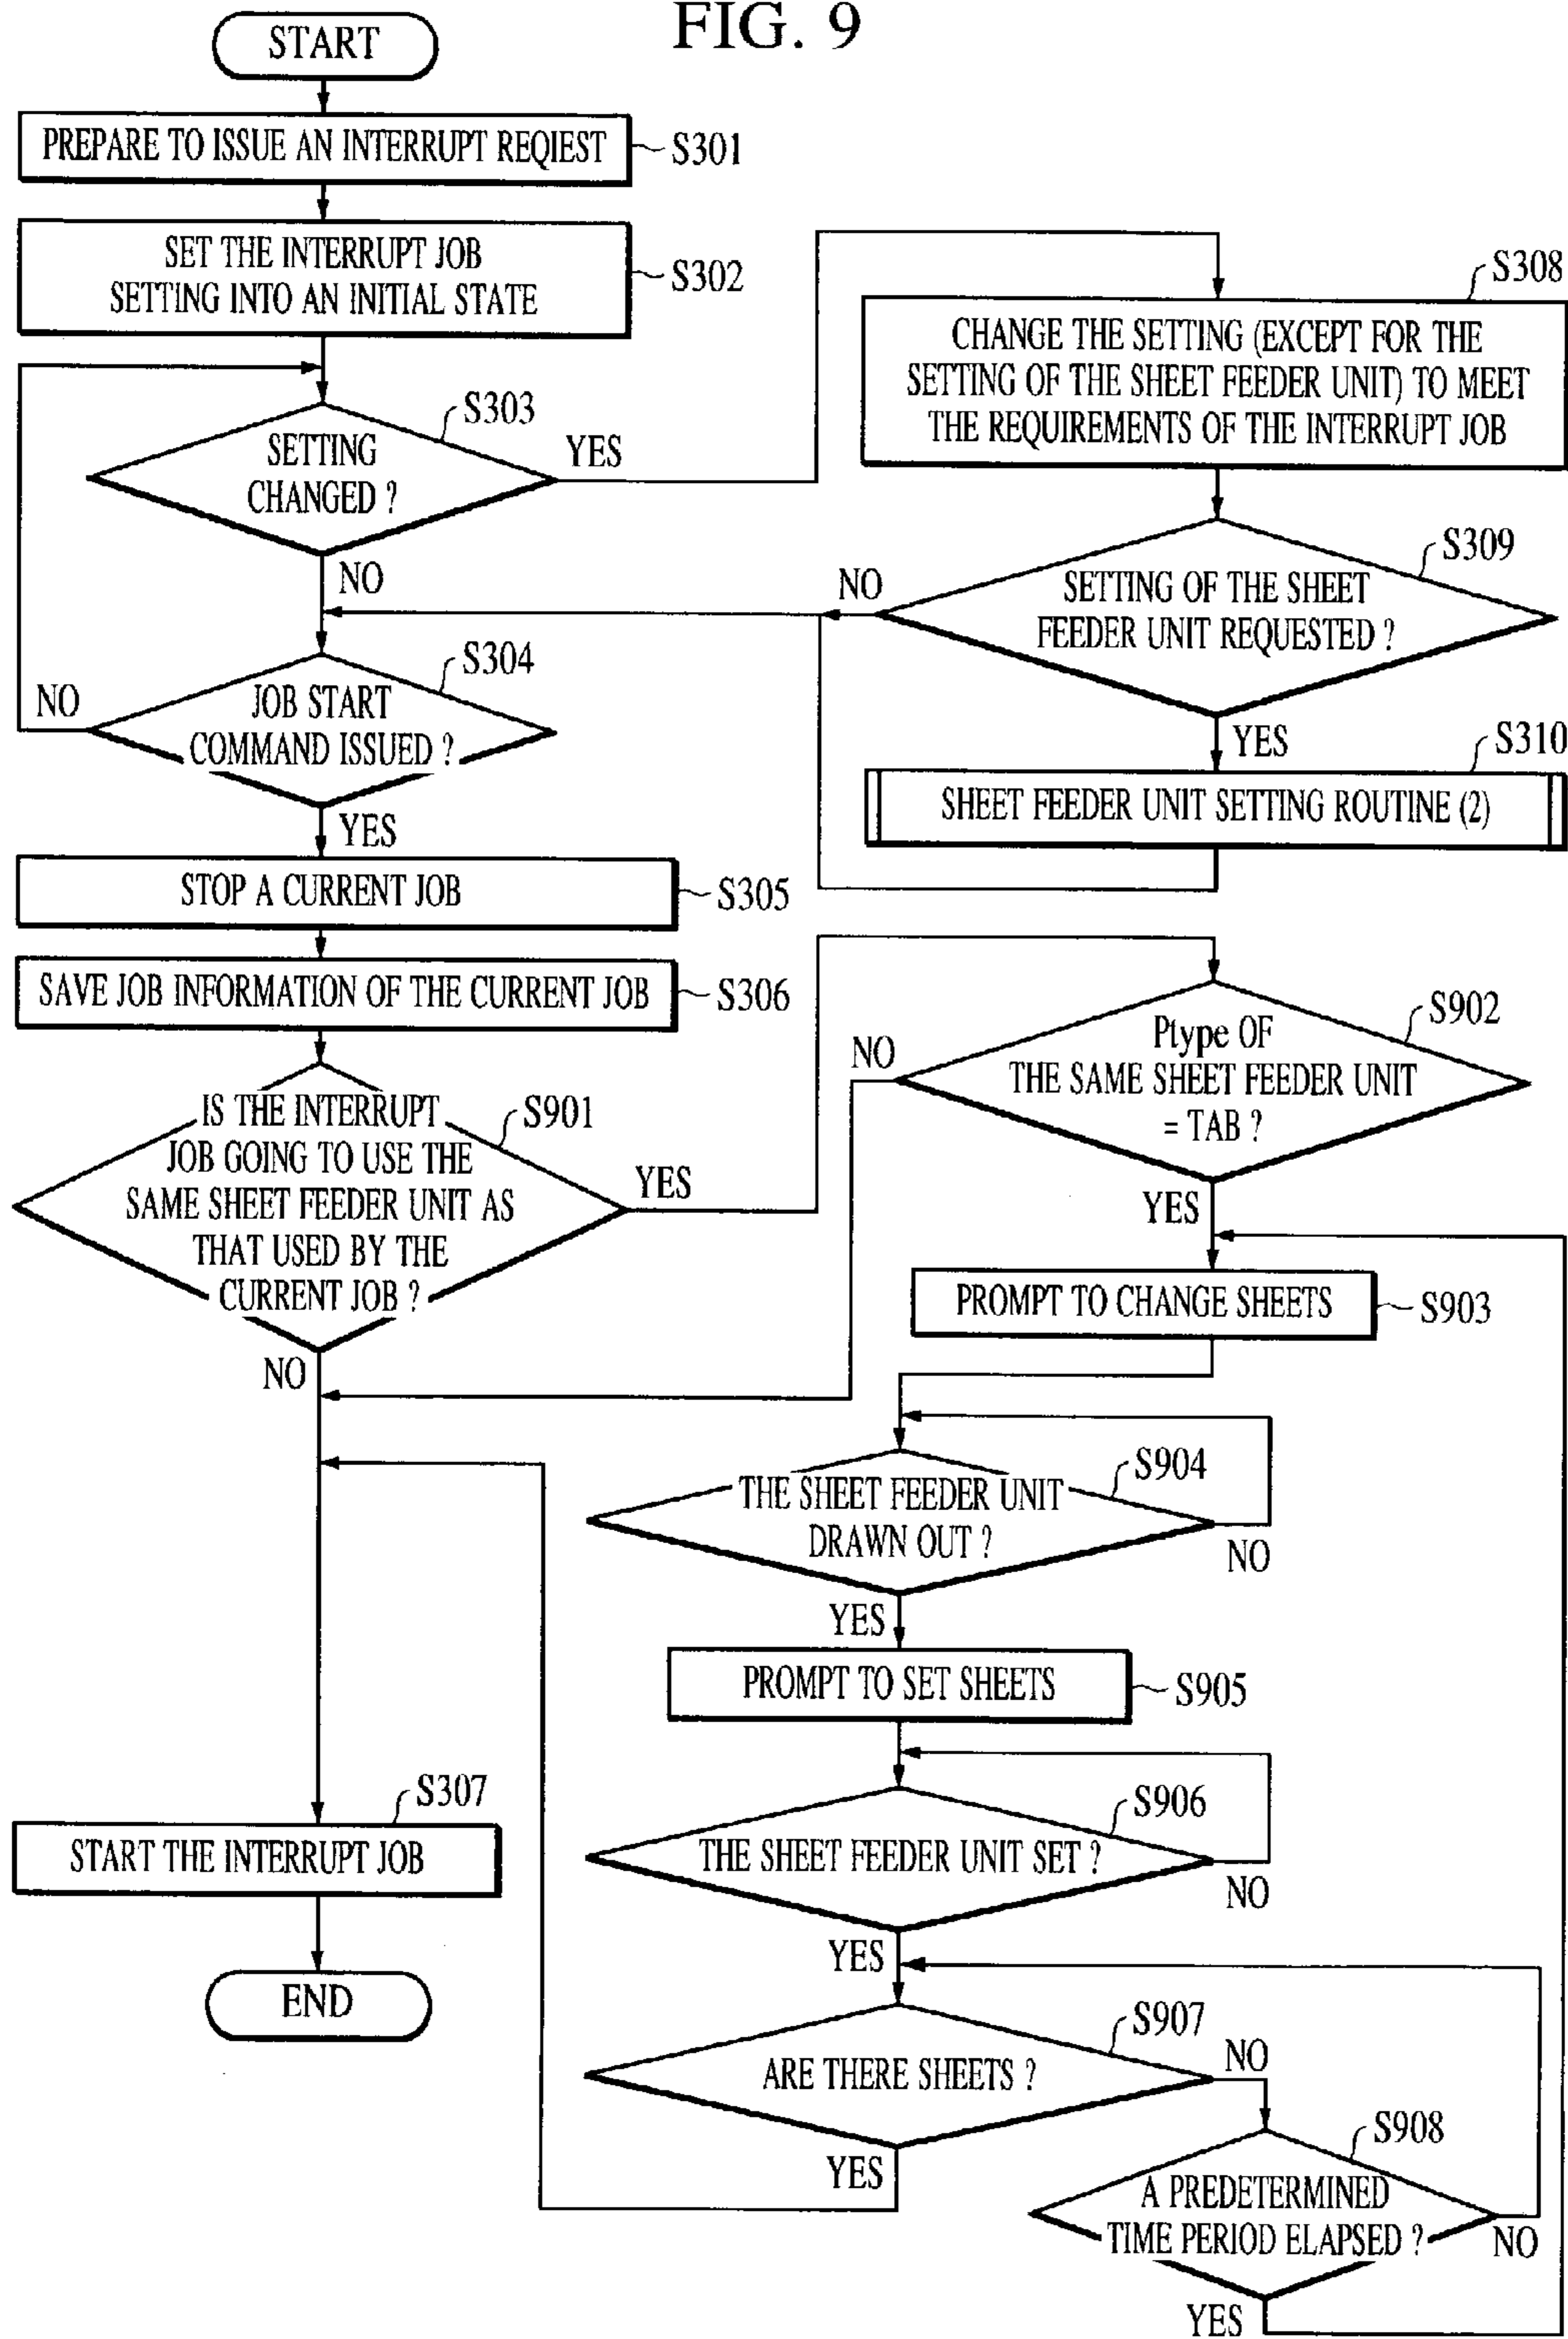 FIG. 9
START
PREPARE TO ISSUE AN INTERRUPT REQIEST
S301
SET THE INTERRUPT JOB
SETTING INTO AN INITIAL STATE
S302
S303
SETTING
CHANGED ?
YES
NO
S304
JOB START
COMMAND ISSUED ?
NO
YES
STOP A CURRENT JOB
S305
SAVE JOB INFORMATION OF THE CURRENT JOB
S306
S901
IS THE INTERRUPT
JOB GOING TO USE THE
SAME SHEET FEEDER UNIT AS
THAT USED BY THE
CURRENT JOB ?
YES
NO
S307
START THE INTERRUPT JOB
END
S308
CHANGE THE SETTING (EXCEPT FOR THE
SETTING OF THE SHEET FEEDER UNIT) TO MEET
THE REQUIREMENTS OF THE INTERRUPT JOB
S309
SETTING OF THE SHEET
FEEDER UNIT REQUESTED ?
NO
YES
S310
SHEET FEEDER UNIT SETTING ROUTINE (2)
S902
Ptype OF
THE SAME SHEET FEEDER UNIT
= TAB ?
NO
YES
PROMPT TO CHANGE SHEETS
S903
S904
THE SHEET FEEDER UNIT
DRAWN OUT ?
NO
YES
PROMPT TO SET SHEETS
S905
S906
THE SHEET FEEDER UNIT SET ?
NO
YES
S907
ARE THERE SHEETS ?
NO
YES
S908
A PREDETERMINED
TIME PERIOD ELAPSED ?
NO
YES